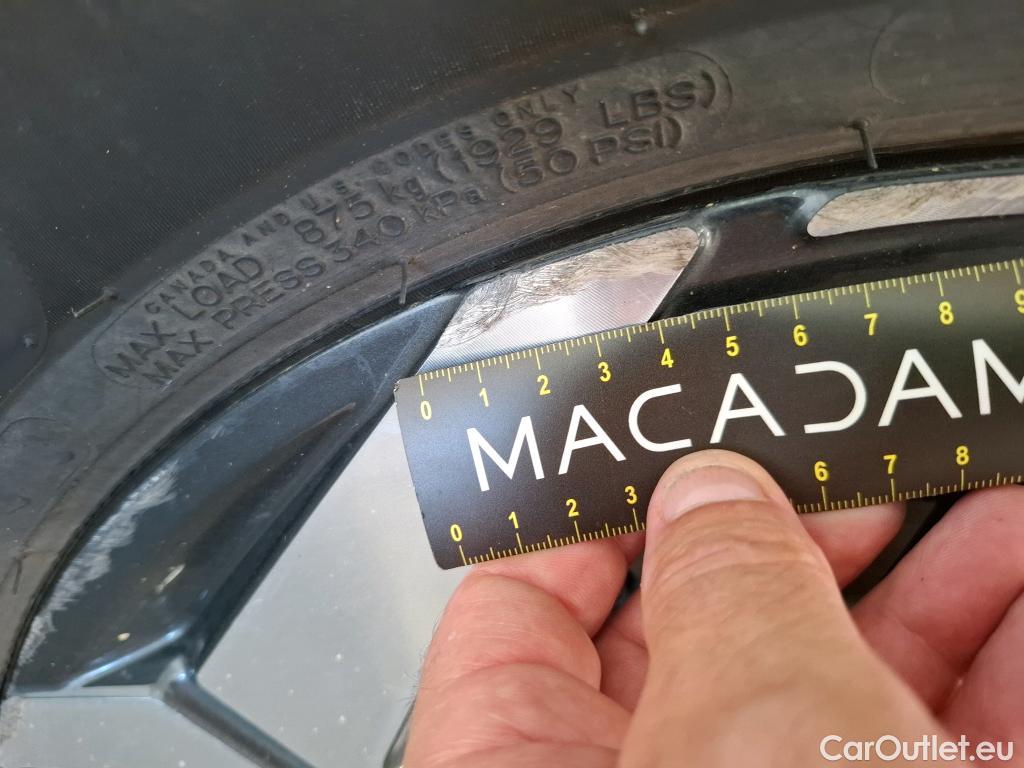 CANADA AND U.S. CODES ONLY
MAX LOAD 875 kg (1929 LBS)
MAX PRESS 340 kPa (50 PSI)
0 1 2 3 4 5 6 7 8 9
MACADAM
0 1 2 3 6 7 8
CarOutlet.eu